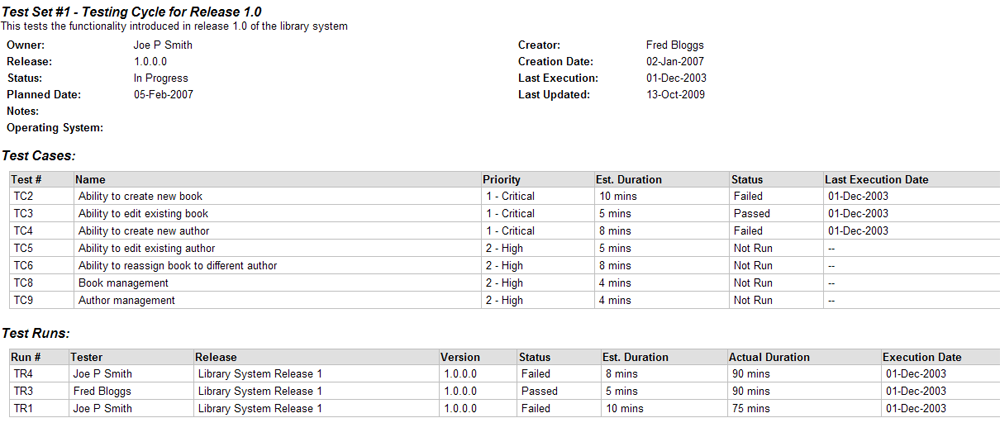 Test Set #1 - Testing Cycle for Release 1.0
This tests the functionality introduced in release 1.0 of the library system
Owner: Joe P Smith Creator: Fred Bloggs
Release: 1.0.0.0 Creation Date: 02-Jan-2007
Status: In Progress Last Execution: 01-Dec-2003
Planned Date: 05-Feb-2007 Last Updated: 13-Oct-2009
Notes:
Operating System:
Test Cases:
Test # Name Priority Est. Duration Status Last Execution Date
TC2 Ability to create new book 1 - Critical 10 mins Failed 01-Dec-2003
TC3 Ability to edit existing book 1 - Critical 5 mins Passed 01-Dec-2003
TC4 Ability to create new author 1 - Critical 8 mins Failed 01-Dec-2003
TC5 Ability to edit existing author 2 - High 5 mins Not Run --
TC6 Ability to reassign book to different author 2 - High 8 mins Not Run --
TC8 Book management 2 - High 4 mins Not Run --
TC9 Author management 2 - High 4 mins Not Run --
Test Runs:
Run # Tester Release Version Status Est. Duration Actual Duration Execution Date
TR4 Joe P Smith Library System Release 1 1.0.0.0 Failed 8 mins 90 mins 01-Dec-2003
TR3 Fred Bloggs Library System Release 1 1.0.0.0 Passed 5 mins 90 mins 01-Dec-2003
TR1 Joe P Smith Library System Release 1 1.0.0.0 Failed 10 mins 75 mins 01-Dec-2003